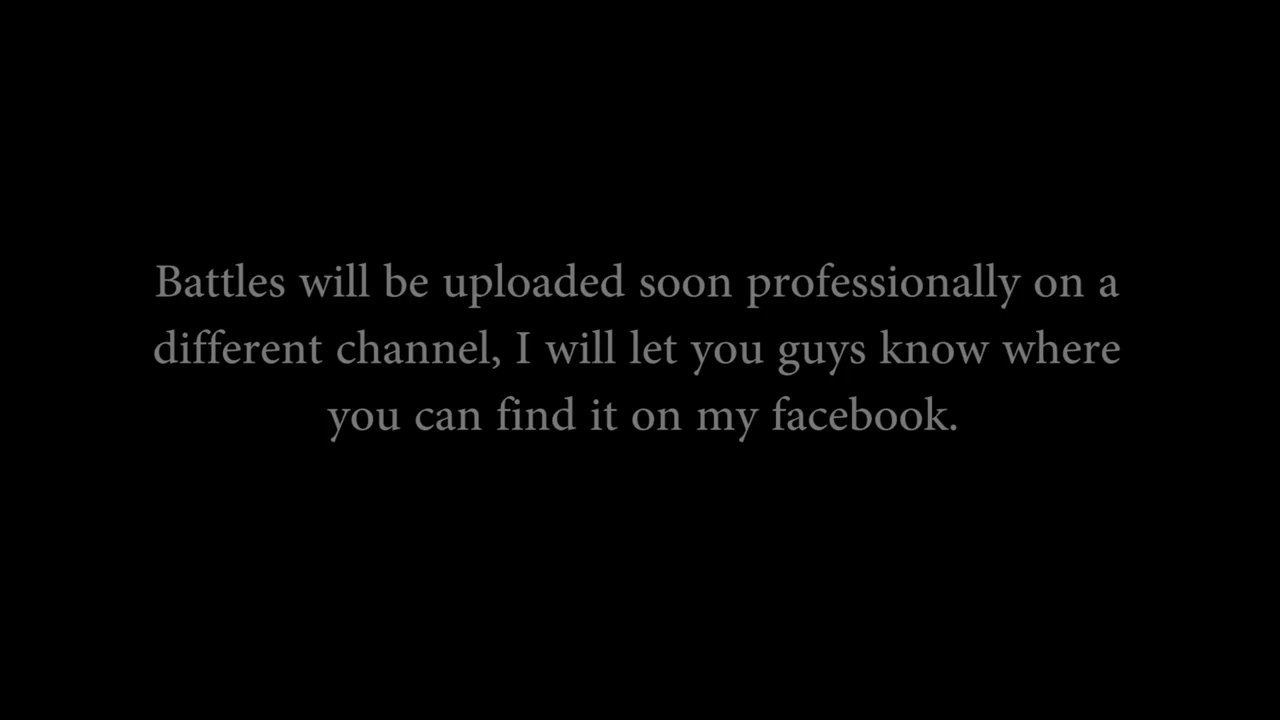 Battles will be uploaded soon professionally on a
different channel, I will let you guys know where
you can find it on my facebook.